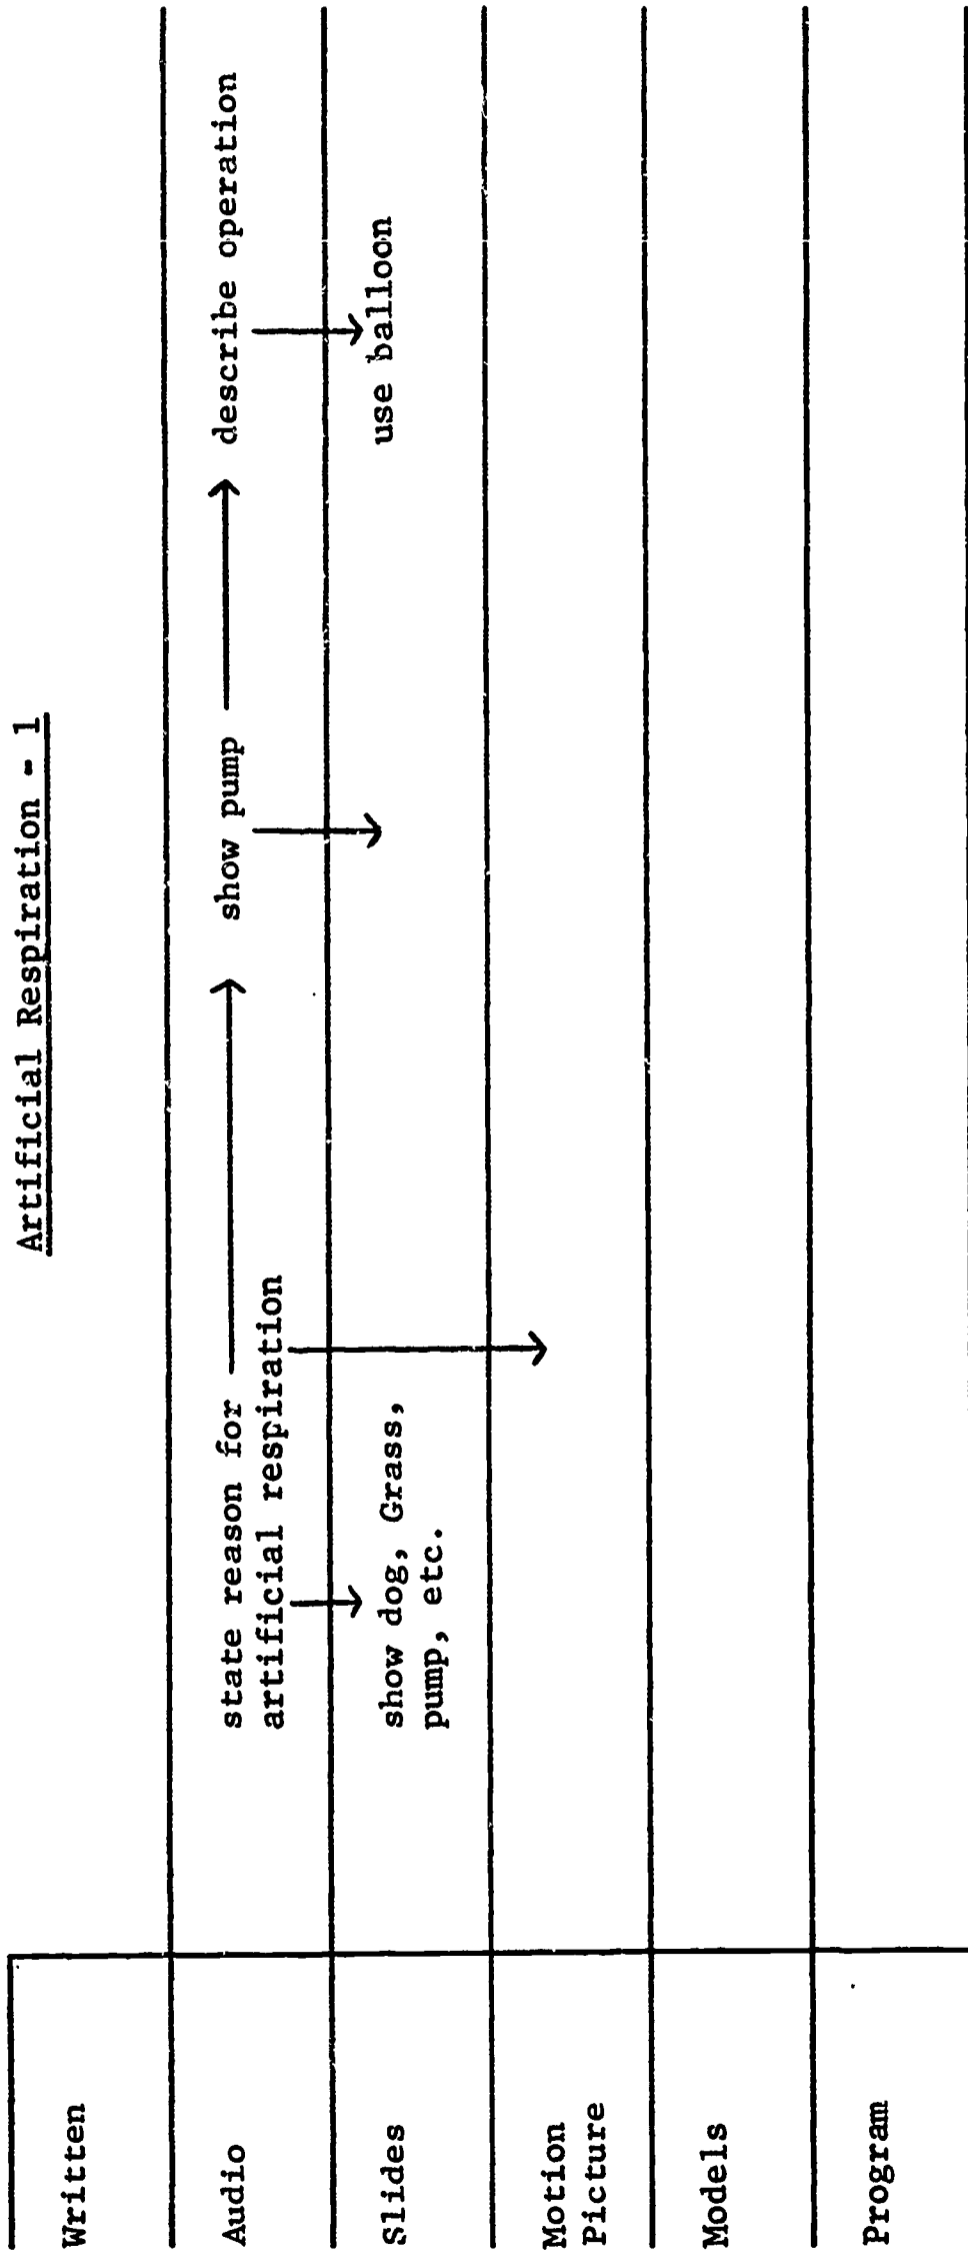 Artificial Respiration - 1
Written
Audio
state reason for
artificial respiration
show pump
describe operation
Slides
show dog, Grass,
pump, etc.
use balloon
Motion
Picture
Models
Program